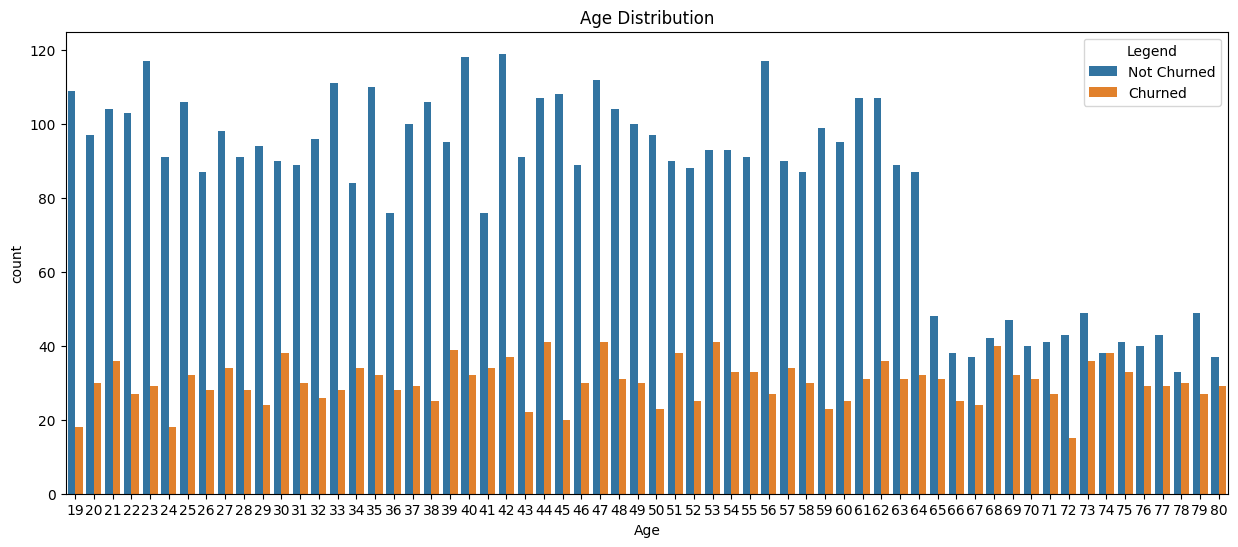 Age Distribution
Legend
Not Churned
Churned
count
120
100
80
60
40
20
0
19 20 21 22 23 24 25 26 27 28 29 30 31 32 33 34 35 36 37 38 39 40 41 42 43 44 45 46 47 48 49 50 51 52 53 54 55 56 57 58 59 60 61 62 63 64 65 66 67 68 69 70 71 72 73 74 75 76 77 78 79 80
Age